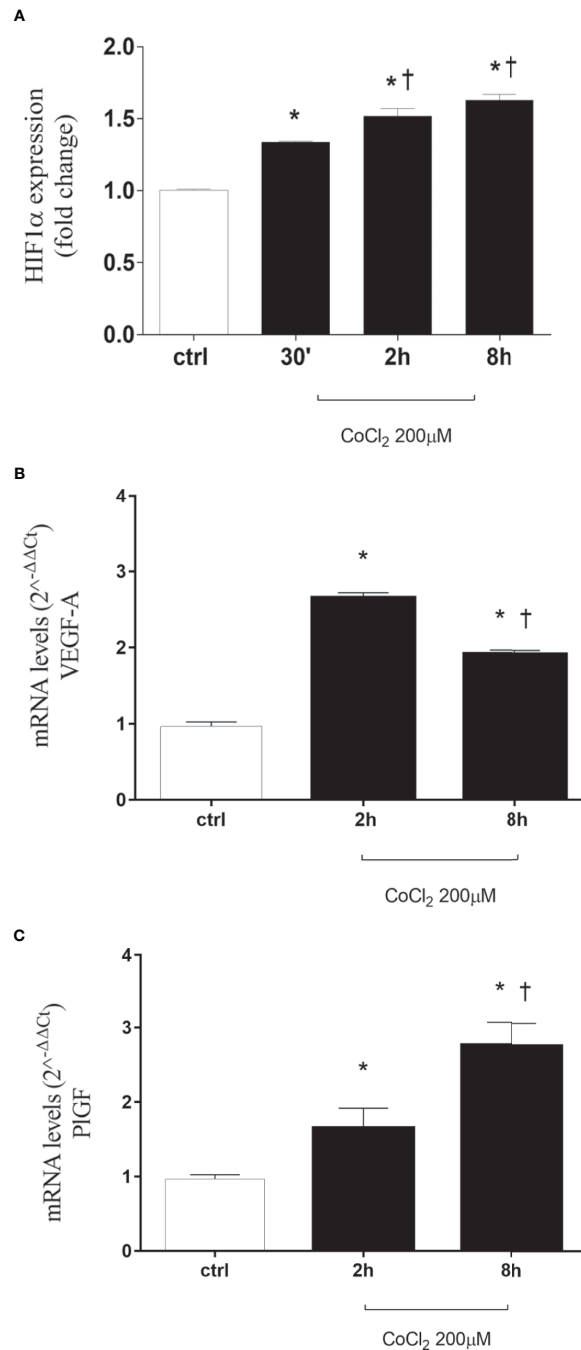 A
HIF1α expression
(fold change)
2.0
1.5
1.0
0.5
0.0
*
*†
*†
ctrl 30' 2h 8h
CoCl₂ 200μM
B
mRNA levels (2^-ΔΔCt)
VEGF-A
4
3
2
1
0
*
* †
ctrl 2h 8h
CoCl₂ 200μM
C
mRNA levels (2^-ΔΔCt)
PlGF
4
3
2
1
0
*
* †
ctrl 2h 8h
CoCl₂ 200μM